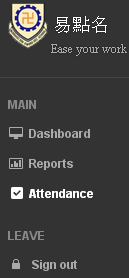 易點名
Ease your work
MAIN
Dashboard
Reports
Attendance
LEAVE
Sign out